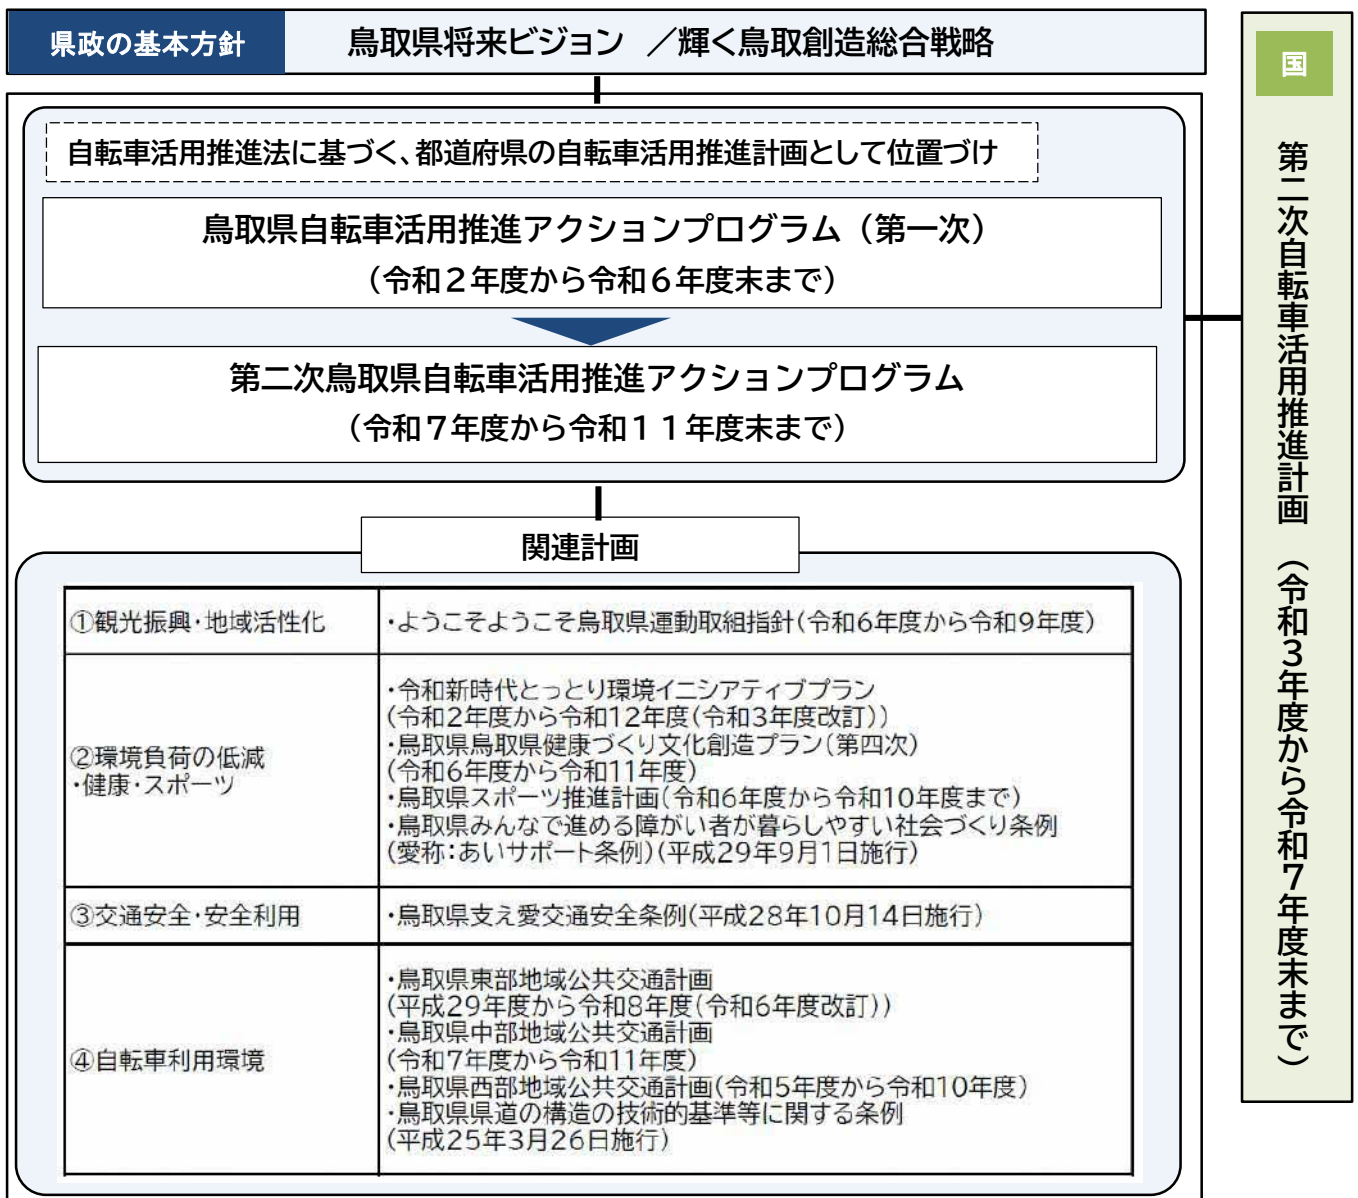 県政の基本方針
鳥取県将来ビジョン ／輝く鳥取創造総合戦略
自転車活用推進法に基づく、都道府県の自転車活用推進計画として位置づけ
鳥取県自転車活用推進アクションプログラム（第一次）
（令和２年度から令和６年度末まで）
第二次鳥取県自転車活用推進アクションプログラム
（令和７年度から令和１１年度末まで）
関連計画
①観光振興・地域活性化
・ようこそようこそ鳥取県運動取組指針(令和6年度から令和9年度)
②環境負荷の低減
・健康・スポーツ
・令和新時代とっとり環境イニシアティブプラン
(令和2年度から令和12年度(令和3年度改訂))
・鳥取県鳥取県健康づくり文化創造プラン(第四次)
(令和6年度から令和11年度)
・鳥取県スポーツ推進計画(令和6年度から令和10年度まで)
・鳥取県みんなで進める障がい者が暮らしやすい社会づくり条例
(愛称：あいサポート条例)(平成29年9月1日施行)
③交通安全・安全利用
・鳥取県支え愛交通安全条例(平成28年10月14日施行)
④自転車利用環境
・鳥取県東部地域公共交通計画
(平成29年度から令和8年度(令和6年度改訂))
・鳥取県中部地域公共交通計画
(令和7年度から令和11年度)
・鳥取県西部地域公共交通計画(令和5年度から令和10年度)
・鳥取県県道の構造の技術的基準等に関する条例
(平成25年3月26日施行)
国
第二次自転車活用推進計画 （令和３年度から令和７年度末まで）